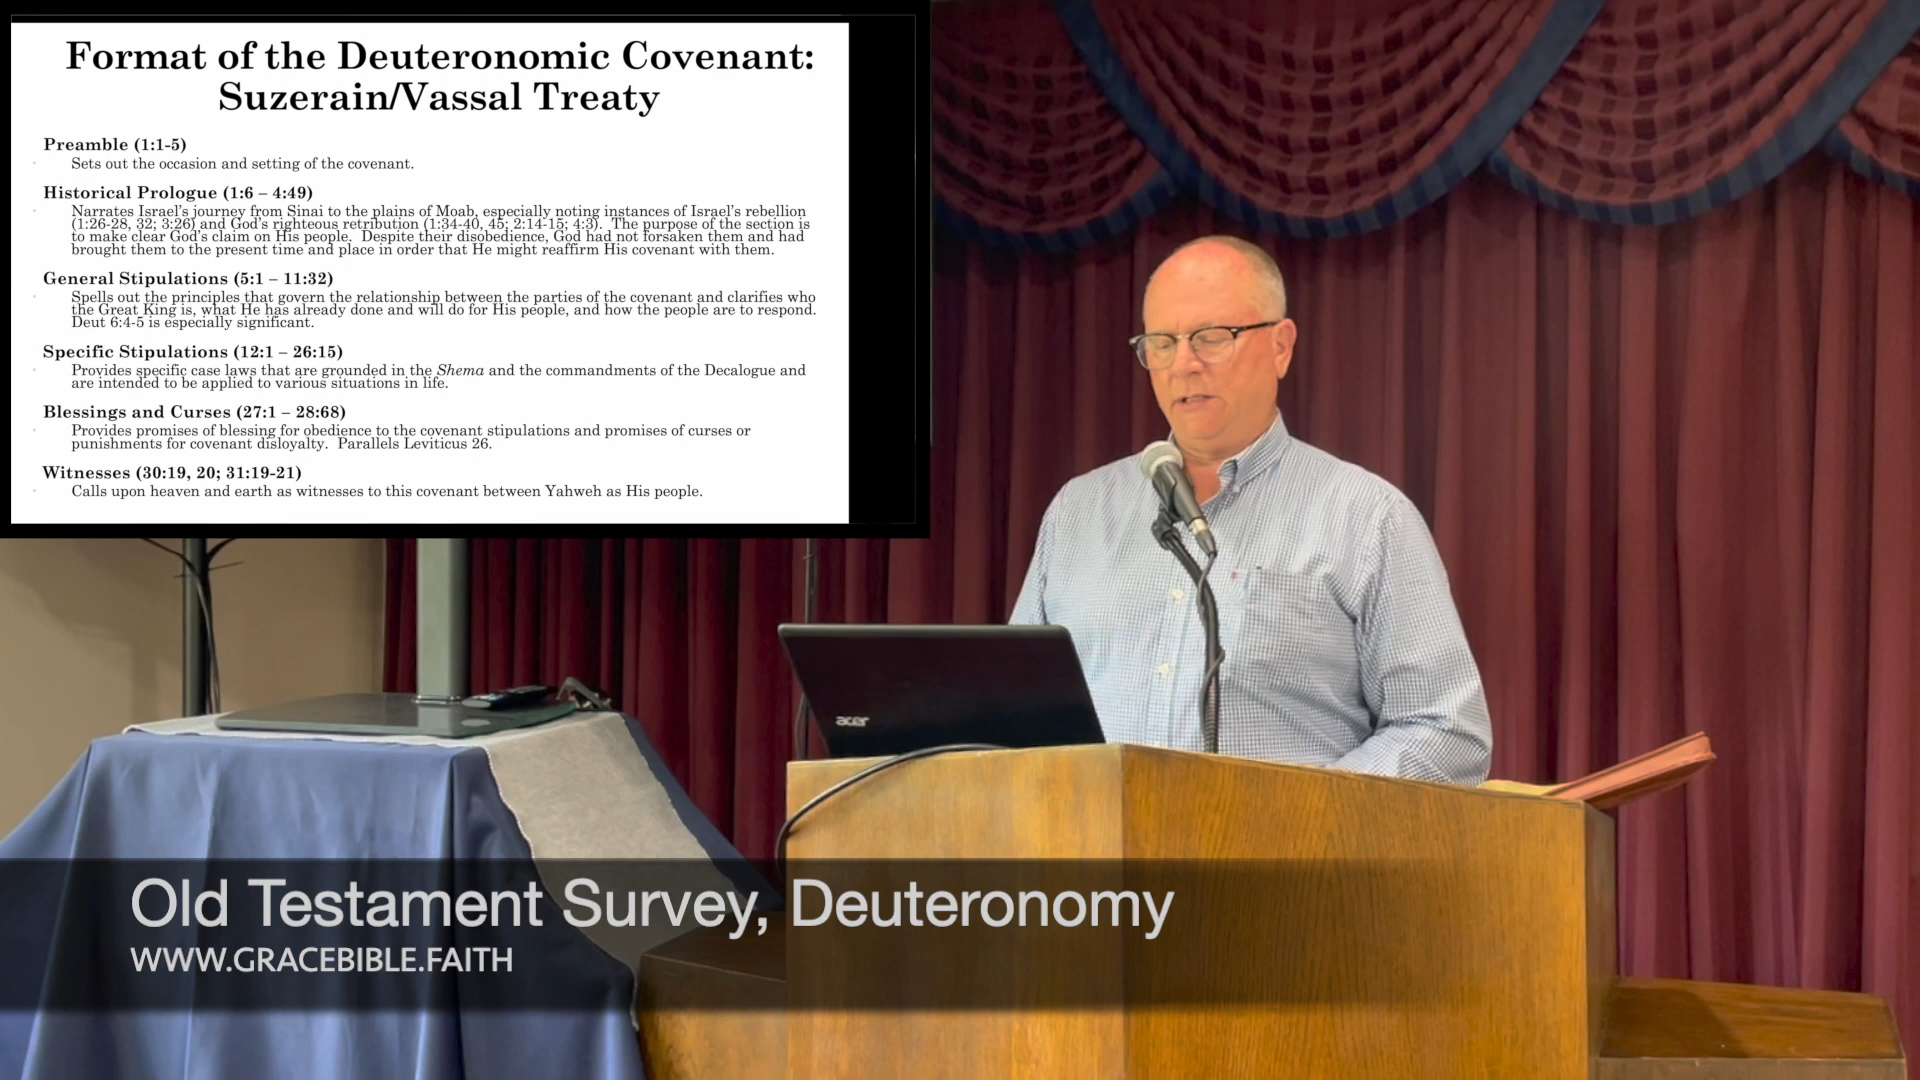 Format of the Deuteronomic Covenant:
Suzerain/Vassal Treaty
Preamble (1:1-5)
Sets out the occasion and setting of the covenant.
Historical Prologue (1:6 – 4:49)
Narrates Israel's journey from Sinai to the plains of Moab, especially noting instances of Israel's rebellion
(1:26-28, 32; 3:26) and God's righteous retribution (1:34-40, 45; 2:14-15; 4:3).  The purpose of the section is
to make clear God's claim on His people.  Despite their disobedience, God had not forsaken them and had
brought them to the present time and place in order that He might reaffirm His covenant with them.
General Stipulations (5:1 – 11:32)
Spells out the principles that govern the relationship between the parties of the covenant and clarifies who
the Great King is, what He has already done and will do for His people, and how the people are to respond.
Deut 6:4-5 is especially significant.
Specific Stipulations (12:1 – 26:15)
Provides specific case laws that are grounded in the Shema and the commandments of the Decalogue and
are intended to be applied to various situations in life.
Blessings and Curses (27:1 – 28:68)
Provides promises of blessing for obedience to the covenant stipulations and promises of curses or
punishments for covenant disloyalty.  Parallels Leviticus 26.
Witnesses (30:19, 20; 31:19-21)
Calls upon heaven and earth as witnesses to this covenant between Yahweh as His people.
acer
Old Testament Survey, Deuteronomy
WWW.GRACEBIBLE.FAITH